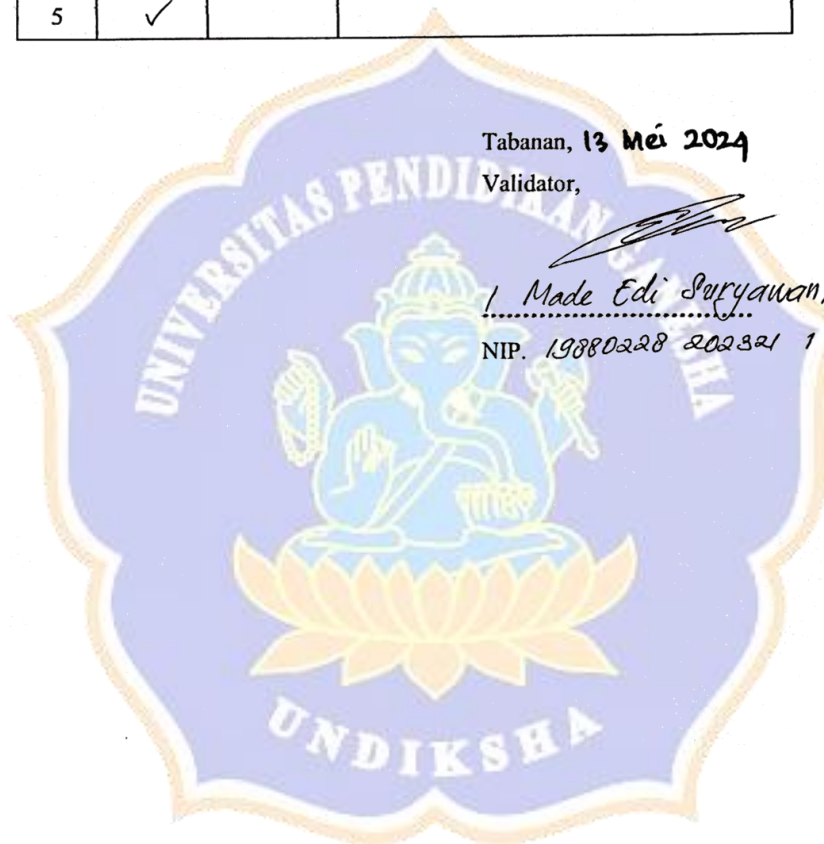 5 ✓
Tabanan, 13 Mei 2024
Validator,
I Made Edi Suryawan,
NIP. 19880228 202321 1
UNIVERSITAS PENDIDIKAN GANESHA
UNDIKSHA